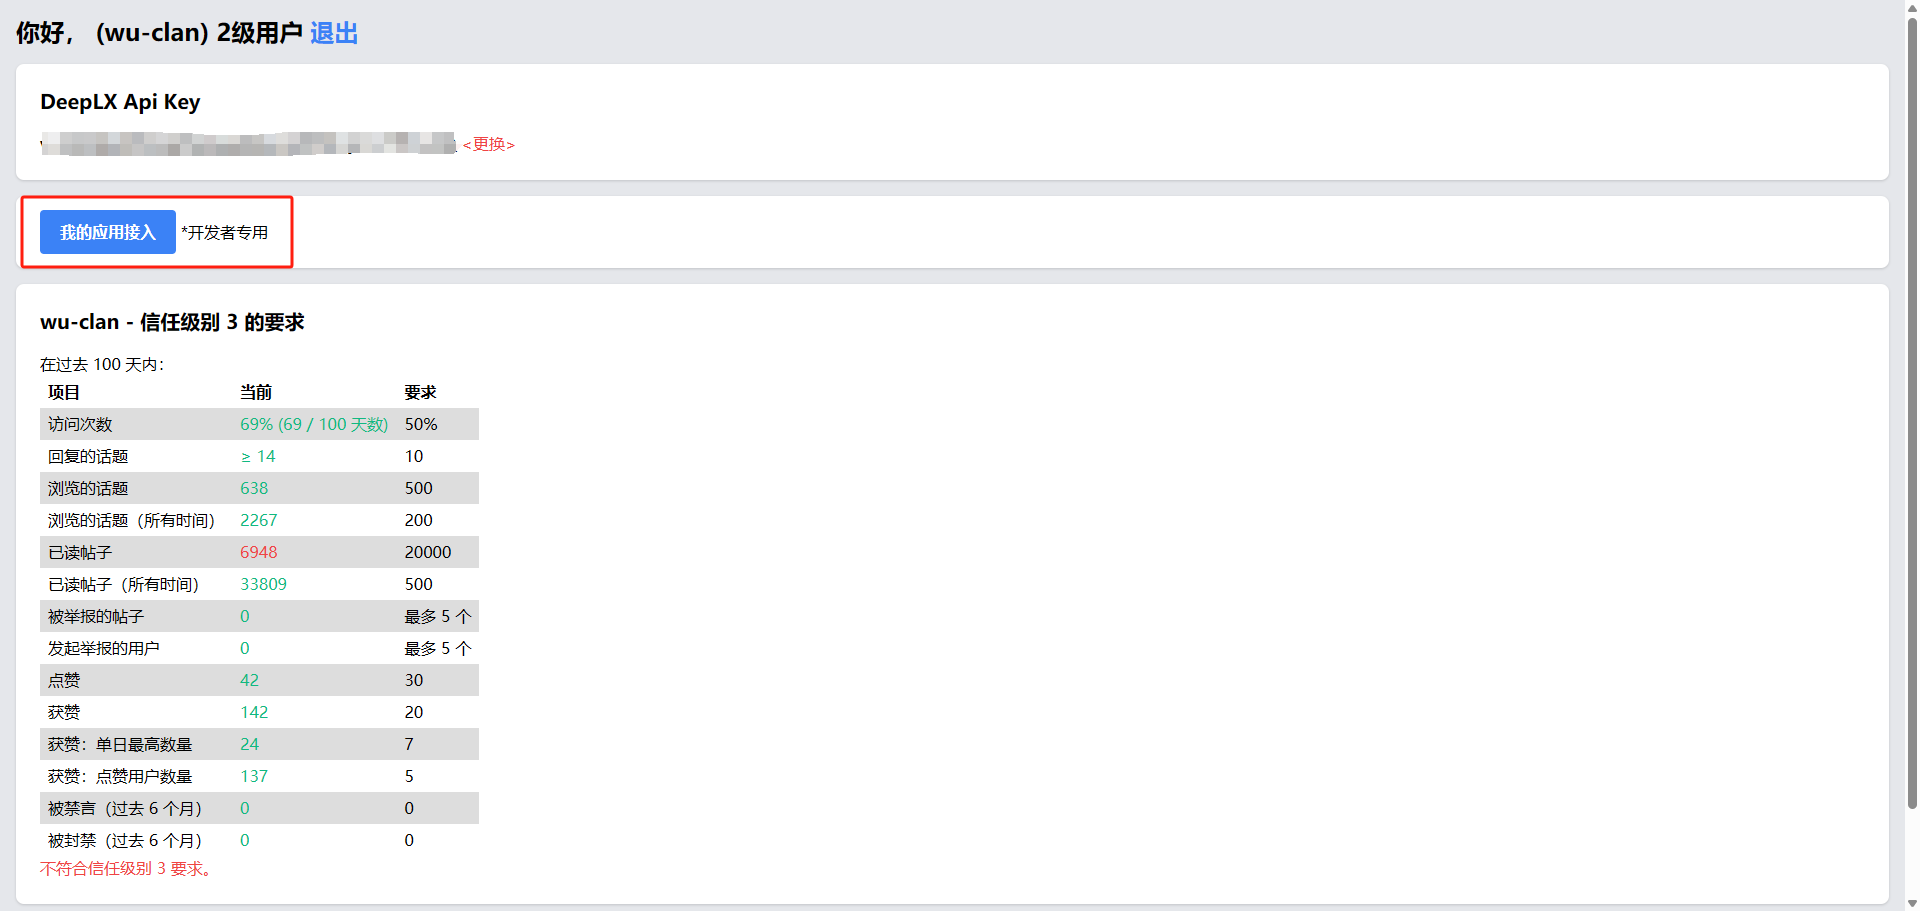 你好， (wu-clan) 2级用户 退出
DeepLX Api Key
<更换>
我的应用接入 *开发者专用
wu-clan - 信任级别 3 的要求
在过去 100 天内：
项目 当前 要求
访问次数 69% (69 / 100 天数) 50%
回复的话题 ≥ 14 10
浏览的话题 638 500
浏览的话题（所有时间） 2267 200
已读帖子 6948 20000
已读帖子（所有时间） 33809 500
被举报的帖子 0 最多 5 个
发起举报的用户 0 最多 5 个
点赞 42 30
获赞 142 20
获赞：单日最高数量 24 7
获赞：点赞用户数量 137 5
被禁言（过去 6 个月） 0 0
被封禁（过去 6 个月） 0 0
不符合信任级别 3 要求。